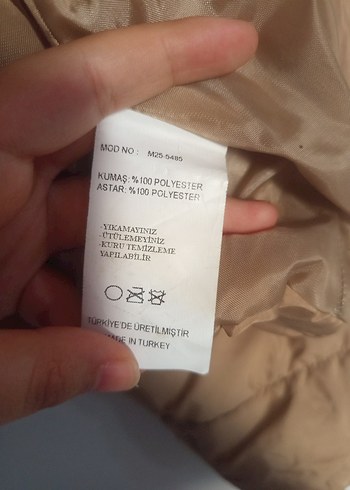 MOD NO : M25-5485
KUMAŞ: %100 POLYESTER
ASTAR: %100 POLYESTER
-YIKAMAYINIZ
-ÜTÜLEMEYİNİZ
-KURU TEMİZLEME
YAPILABİLİR
TÜRKİYE'DE ÜRETİLMİŞTİR
IN TURKEY